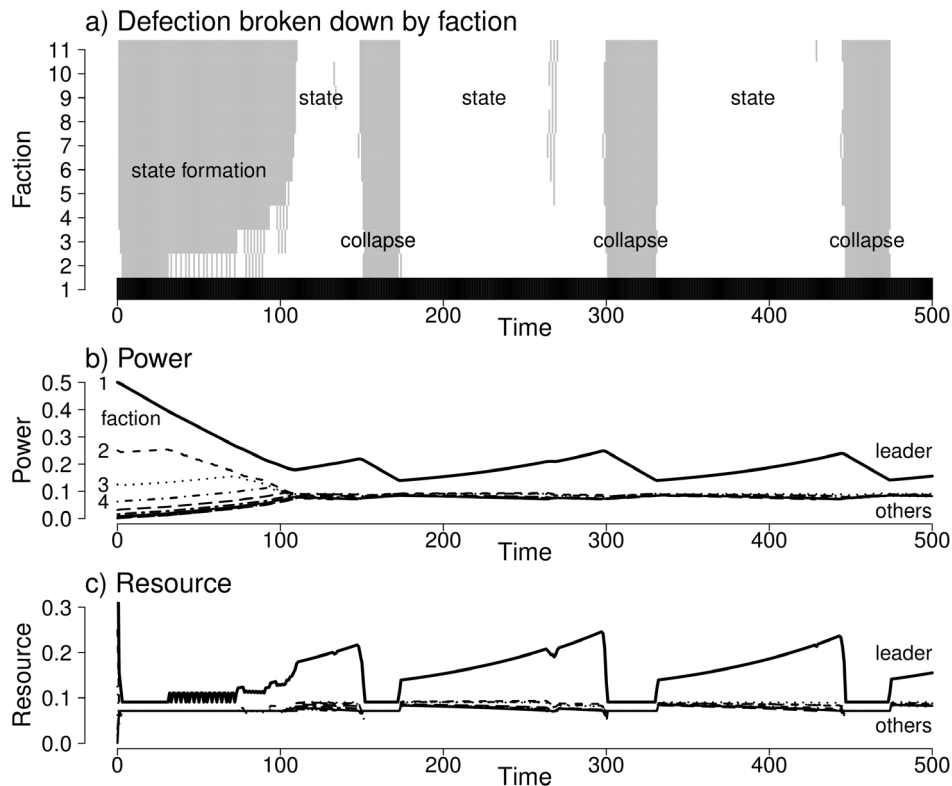 a) Defection broken down by faction
Faction
11
10
9
8
7
6
5
4
3
2
1
state
state
state
state formation
collapse
collapse
collapse
0 100 200 300 400 500
Time
b) Power
Power
0.5
0.4
0.3
0.2
0.1
0.0
1
faction
2
3
4
leader
others
0 100 200 300 400 500
Time
c) Resource
Resource
0.3
0.2
0.1
0.0
leader
others
0 100 200 300 400 500
Time